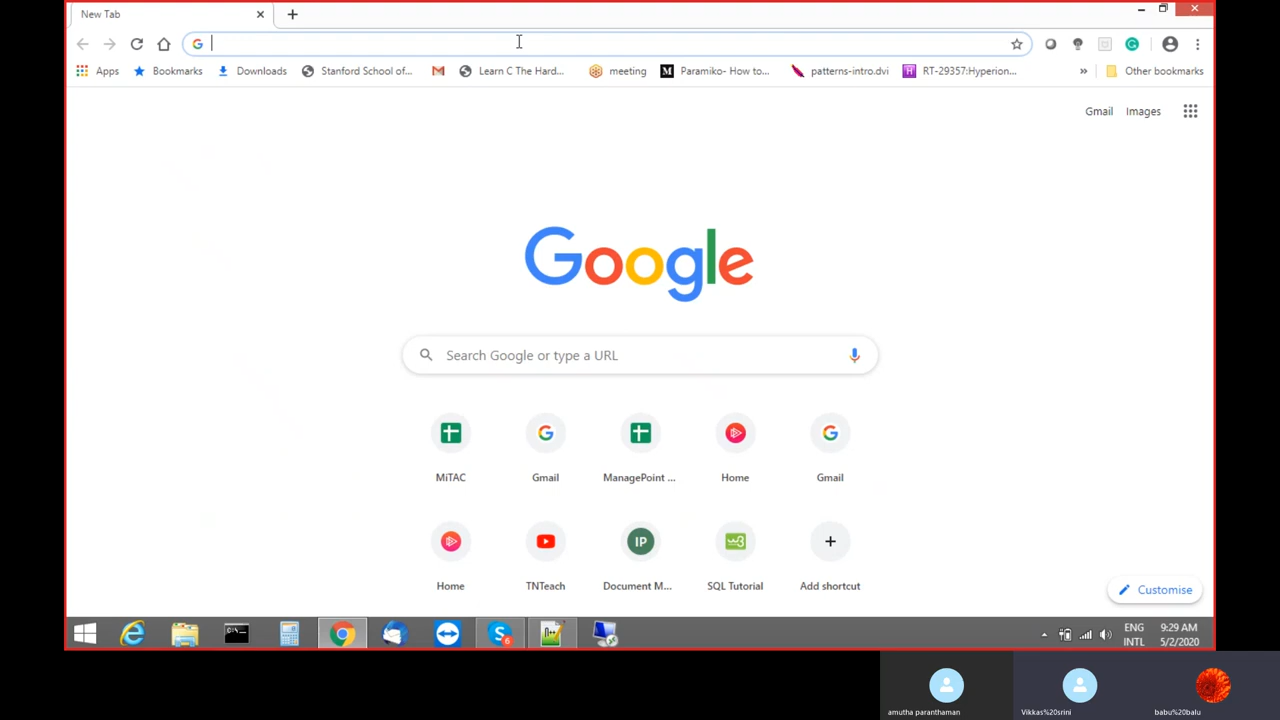 New Tab
Apps Bookmarks Downloads Stanford School of... Learn C The Hard... meeting M Paramiko- How to... patterns-intro.dvi H RT-29357:Hyperion... » Other bookmarks
Gmail Images
Google
Search Google or type a URL
MiTAC Gmail ManagePoint ... Home Gmail
IP
Home TNTeach Document M... SQL Tutorial Add shortcut
Customise
ENG 9:29 AM
INTL 5/2/2020
amutha paranthaman Vikkas%20srini babu%20balu